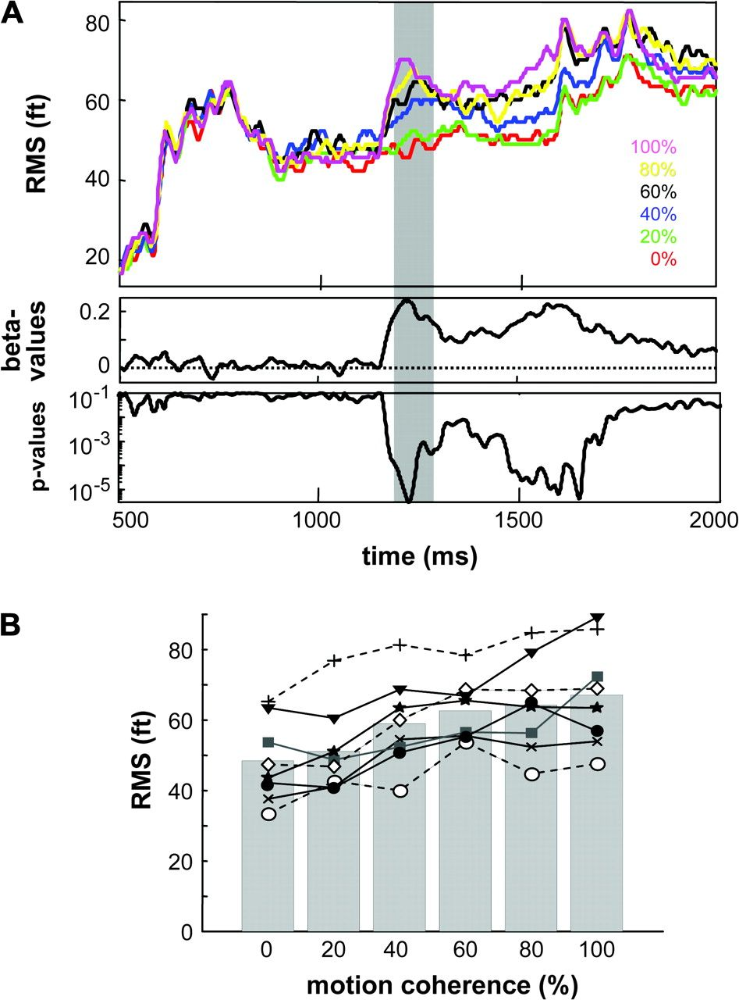 A
80
60
40
20
RMS (ft)
100%
80%
60%
40%
20%
0%
0.2
0
beta-
values
10-1
10-3
10-5
p-values
500 1000 1500 2000
time (ms)
B
80
60
40
20
0
RMS (ft)
0 20 40 60 80 100
motion coherence (%)